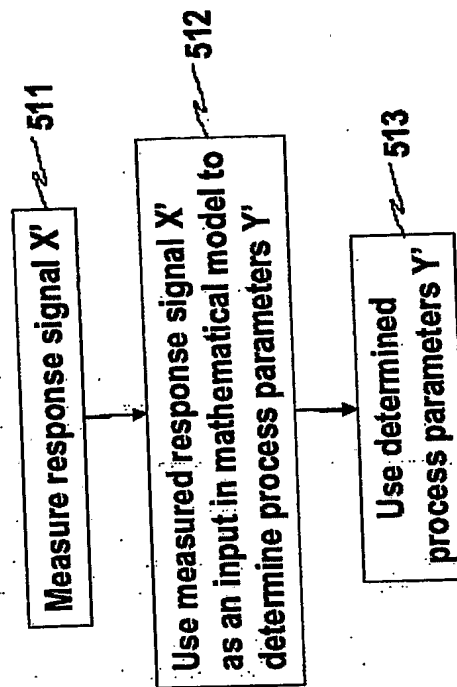 Measure response signal X'
511
Use measured response signal X'
as an input in mathematical model to
determine process parameters Y'
512
Use determined
process parameters Y'
513